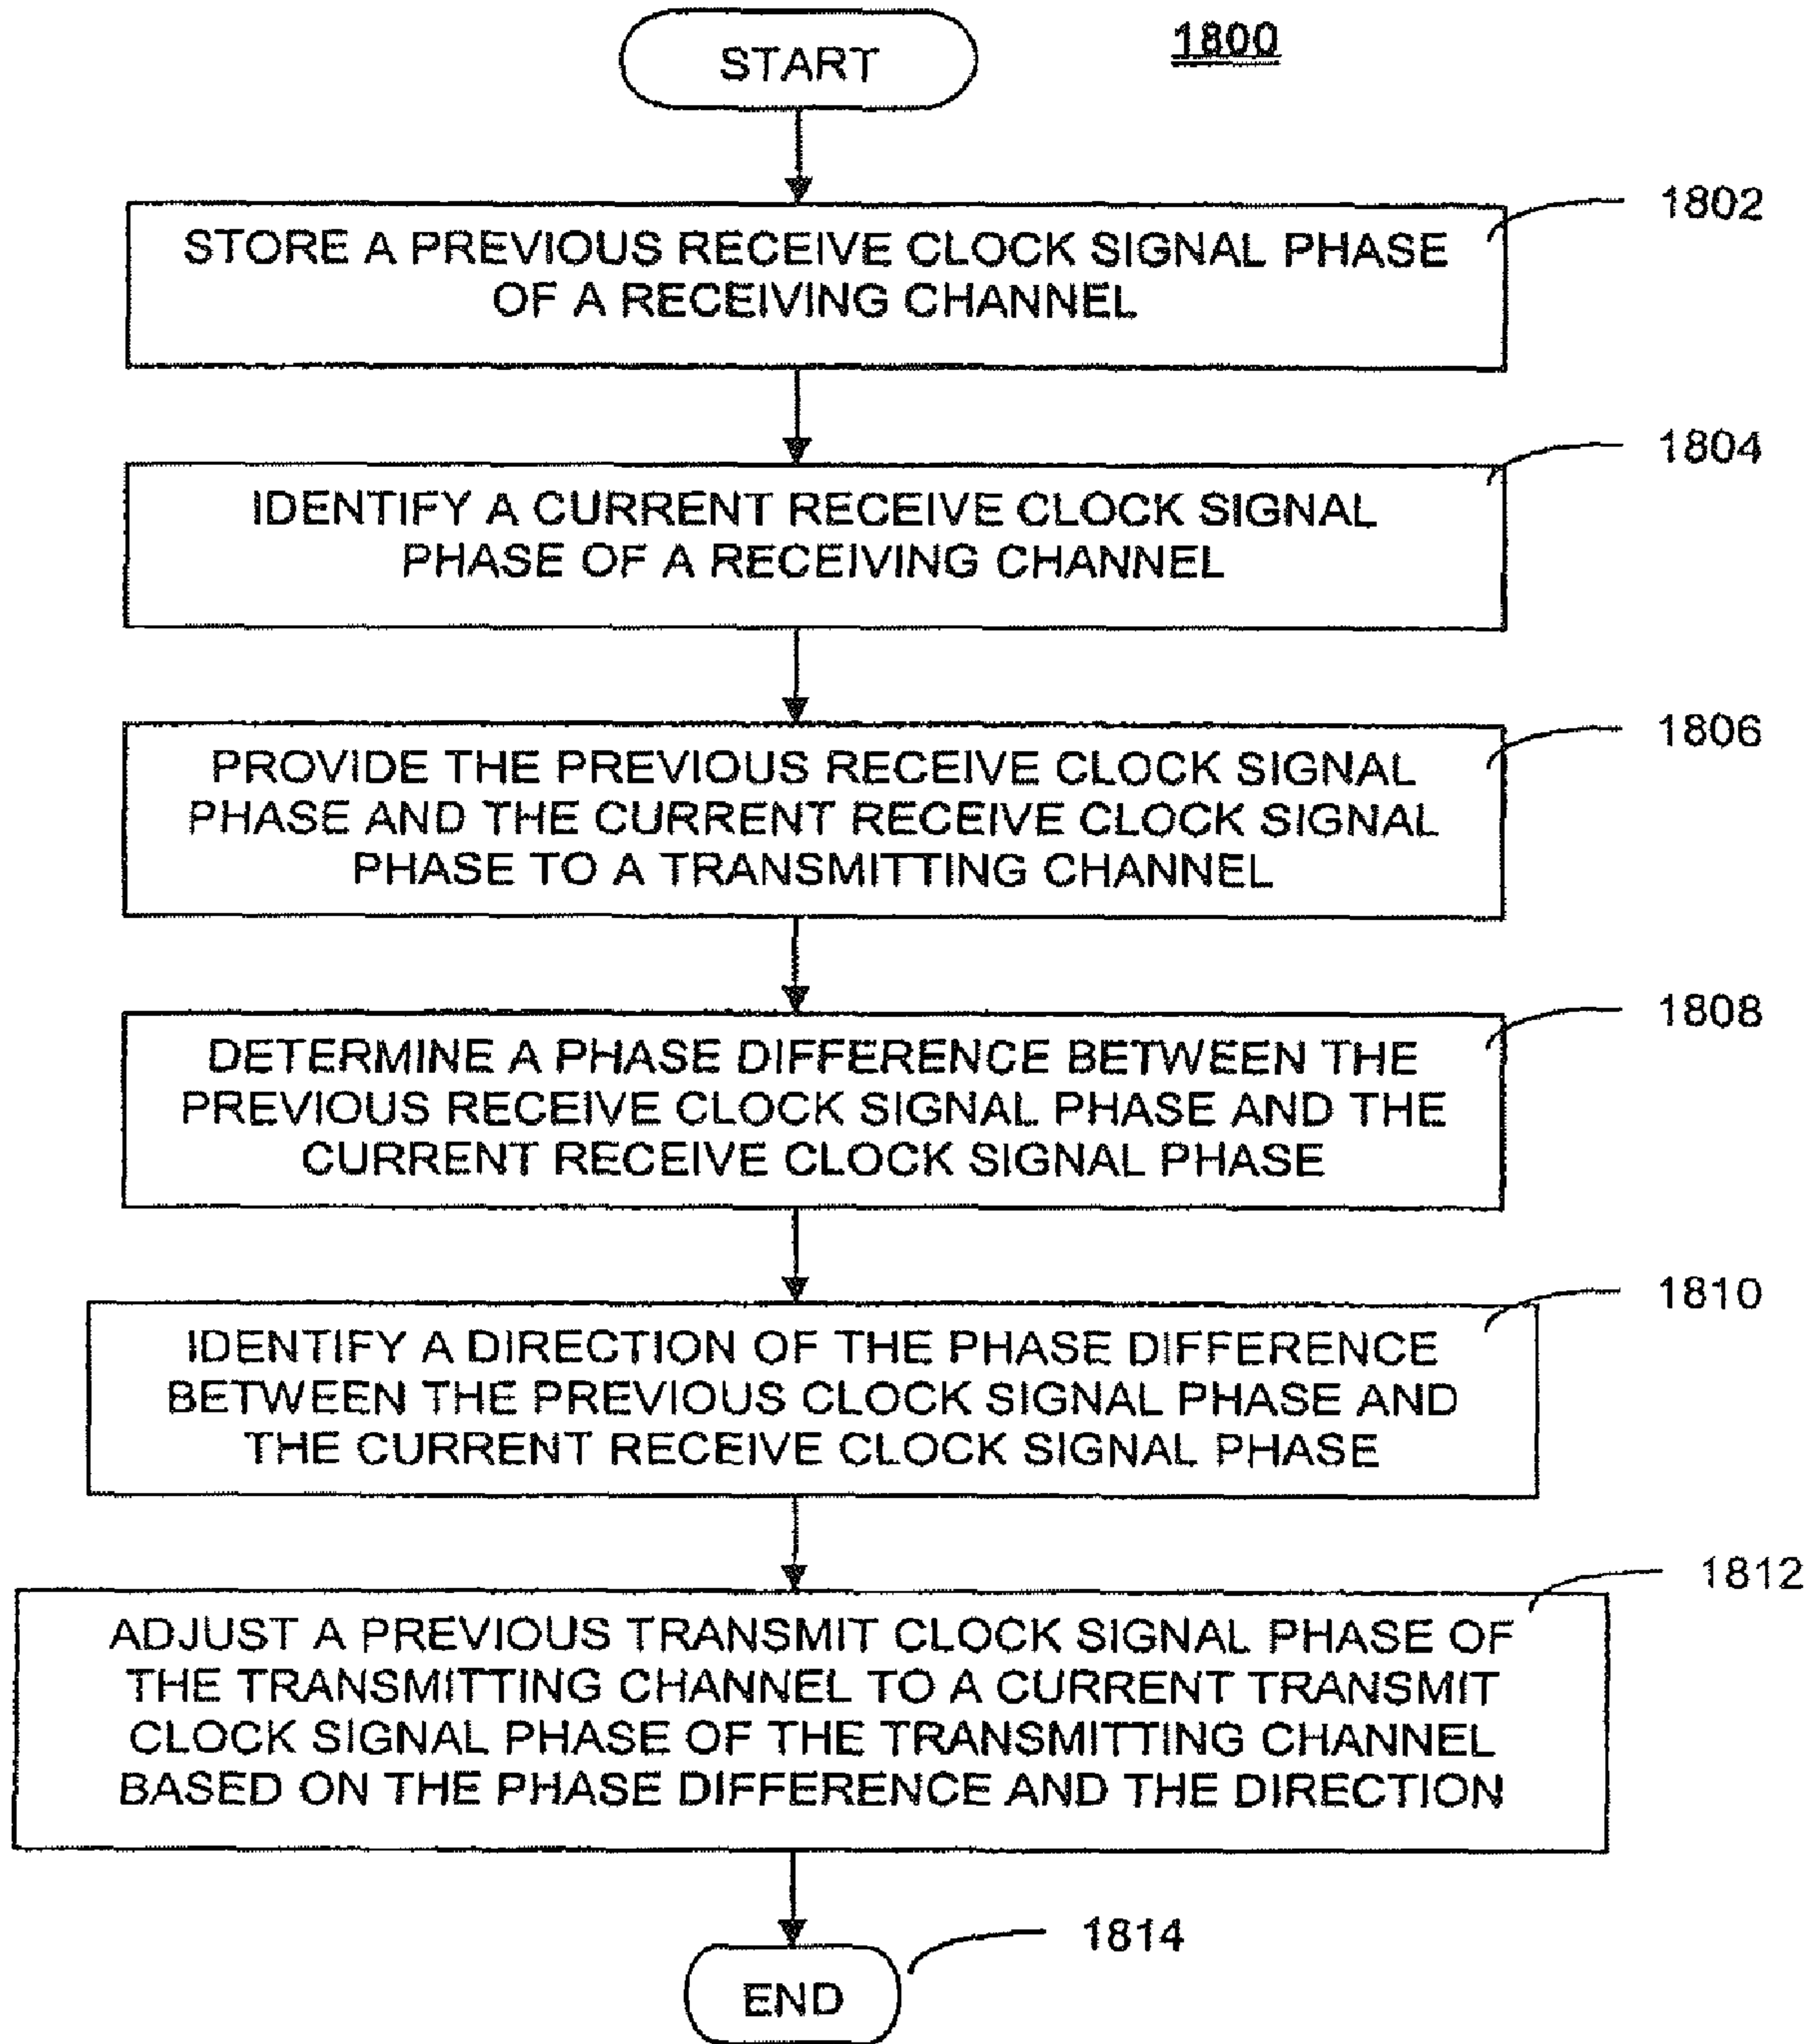 1800
START
1802
STORE A PREVIOUS RECEIVE CLOCK SIGNAL PHASE
OF A RECEIVING CHANNEL
1804
IDENTIFY A CURRENT RECEIVE CLOCK SIGNAL
PHASE OF A RECEIVING CHANNEL
1806
PROVIDE THE PREVIOUS RECEIVE CLOCK SIGNAL
PHASE AND THE CURRENT RECEIVE CLOCK SIGNAL
PHASE TO A TRANSMITTING CHANNEL
1808
DETERMINE A PHASE DIFFERENCE BETWEEN THE
PREVIOUS RECEIVE CLOCK SIGNAL PHASE AND THE
CURRENT RECEIVE CLOCK SIGNAL PHASE
1810
IDENTIFY A DIRECTION OF THE PHASE DIFFERENCE
BETWEEN THE PREVIOUS CLOCK SIGNAL PHASE AND
THE CURRENT RECEIVE CLOCK SIGNAL PHASE
1812
ADJUST A PREVIOUS TRANSMIT CLOCK SIGNAL PHASE OF
THE TRANSMITTING CHANNEL TO A CURRENT TRANSMIT
CLOCK SIGNAL PHASE OF THE TRANSMITTING CHANNEL
BASED ON THE PHASE DIFFERENCE AND THE DIRECTION
1814
END